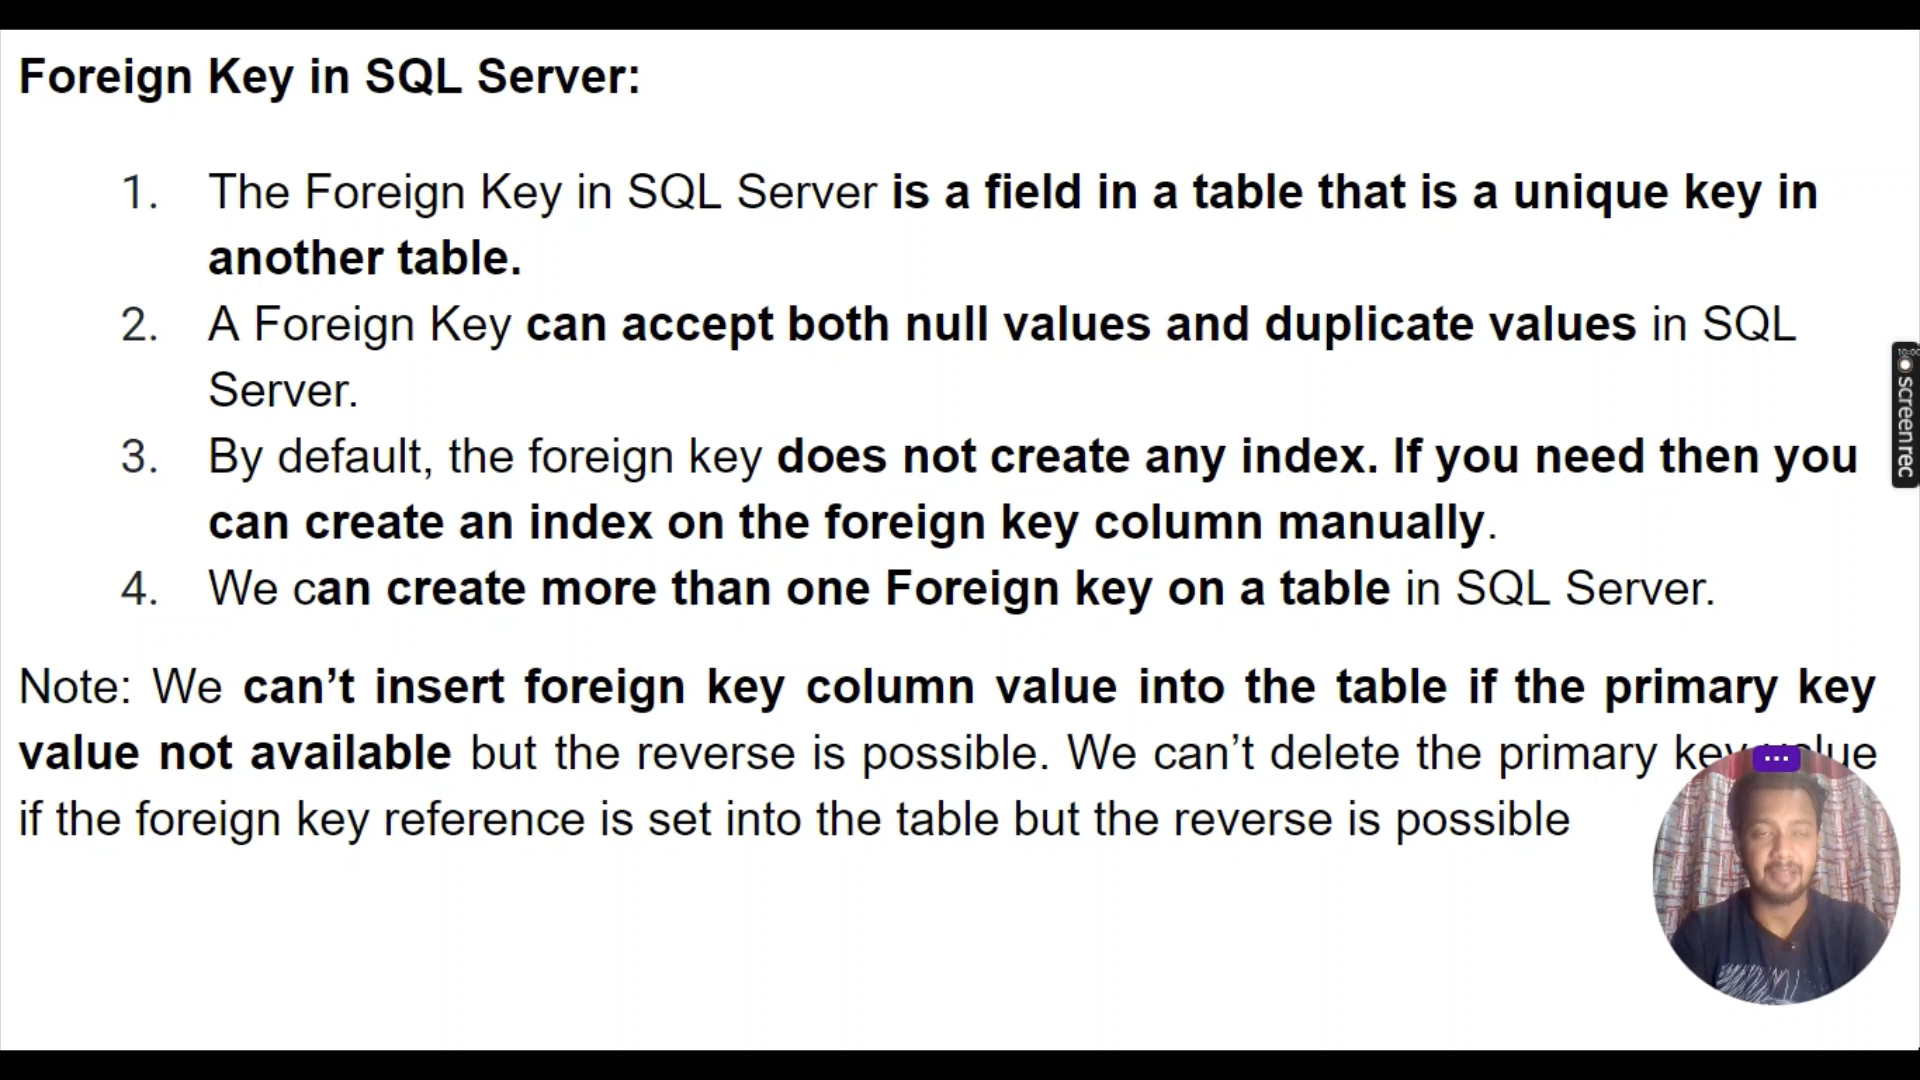 Foreign Key in SQL Server:
1. The Foreign Key in SQL Server is a field in a table that is a unique key in
another table.
2. A Foreign Key can accept both null values and duplicate values in SQL
Server.
3. By default, the foreign key does not create any index. If you need then you
can create an index on the foreign key column manually.
4. We can create more than one Foreign key on a table in SQL Server.
Note: We can’t insert foreign key column value into the table if the primary key
value not available but the reverse is possible. We can’t delete the primary key value
if the foreign key reference is set into the table but the reverse is possible
screenrec